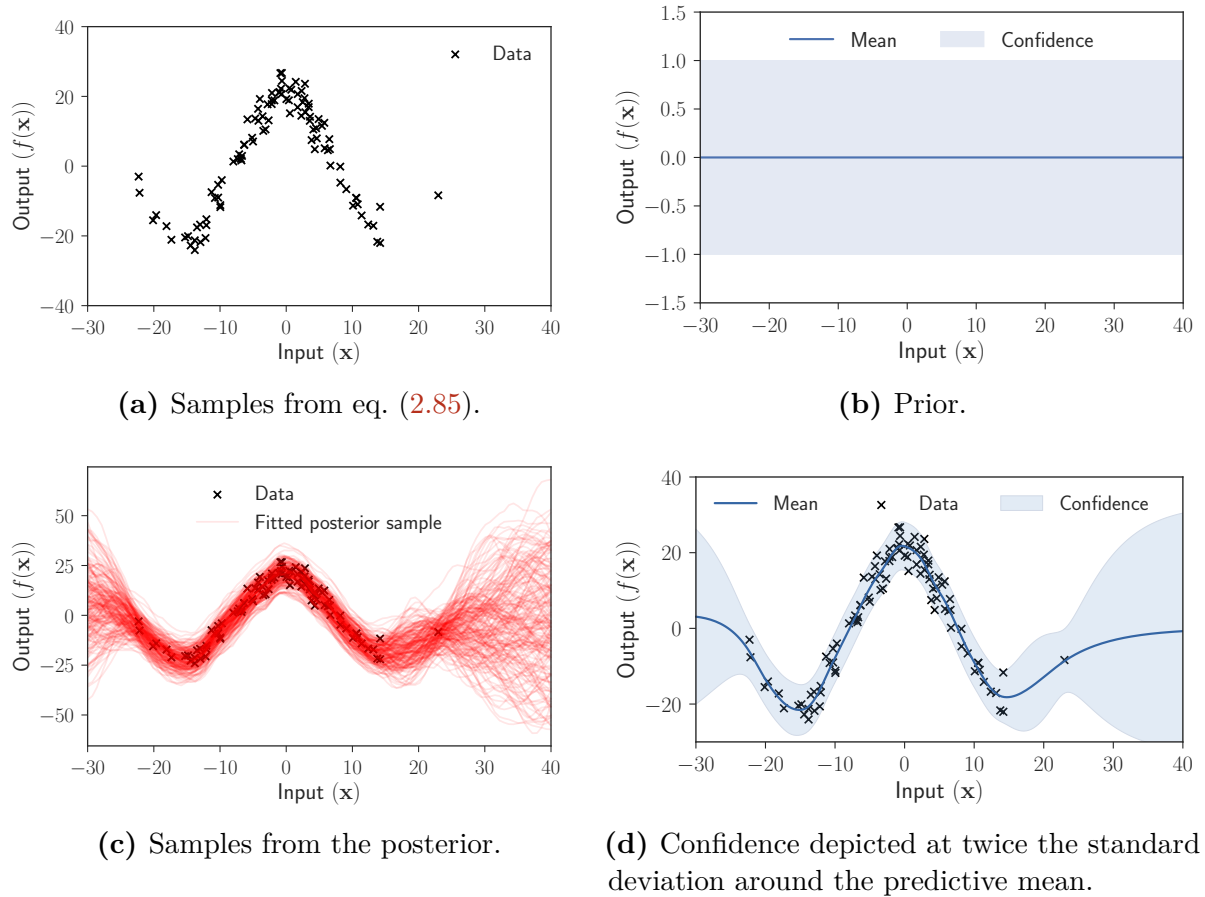 40
20
0
−20
−40
Output (f(x))
Data
−30 −20 −10 0 10 20 30 40
Input (x)
(a) Samples from eq. (2.85).
1.5
1.0
0.5
0.0
−0.5
−1.0
−1.5
Output (f(x))
Mean Confidence
−30 −20 −10 0 10 20 30 40
Input (x)
(b) Prior.
50
25
0
−25
−50
Output (f(x))
Data
Fitted posterior sample
−30 −20 −10 0 10 20 30 40
Input (x)
(c) Samples from the posterior.
40
20
0
−20
Output (f(x))
Mean Data Confidence
−30 −20 −10 0 10 20 30 40
Input (x)
(d) Confidence depicted at twice the standard
deviation around the predictive mean.